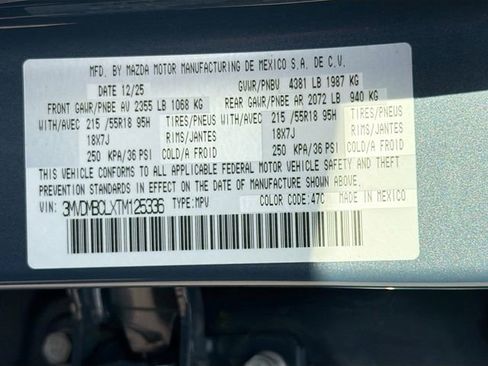 MFD. BY MAZDA MOTOR MANUFACTURING DE MEXICO S.A. DE C.V.
DATE 12/25 GVWR/PNBV 4381 LB 1987 KG
FRONT GAWR/PNBE AV 2355 LB 1068 KG REAR GAWR/PNBE AR 2072 LB 940 KG
WITH/AVEC 215 /55R18 95H TIRES/PNEUS WITH/AVEC 215 /55R18 95H TIRES/PNEUS
18X7J RIMS/JANTES 18X7J RIMS/JANTES
250 KPA/36 PSI COLD/A FROID 250 KPA/36 PSI COLD/A FROID
THIS VEHICLE CONFORMS TO ALL APPLICABLE FEDERAL MOTOR VEHICLE SAFETY/BUMPER/THEFT
PREVENTION STANDARDS IN EFFECT ON THE DATE OF MANUFACTURE SHOWN ABOVE.
VIN: 3MVDMBCLXTM125336 TYPE:MPV COLOR CODE:47C MADE IN MEXICO